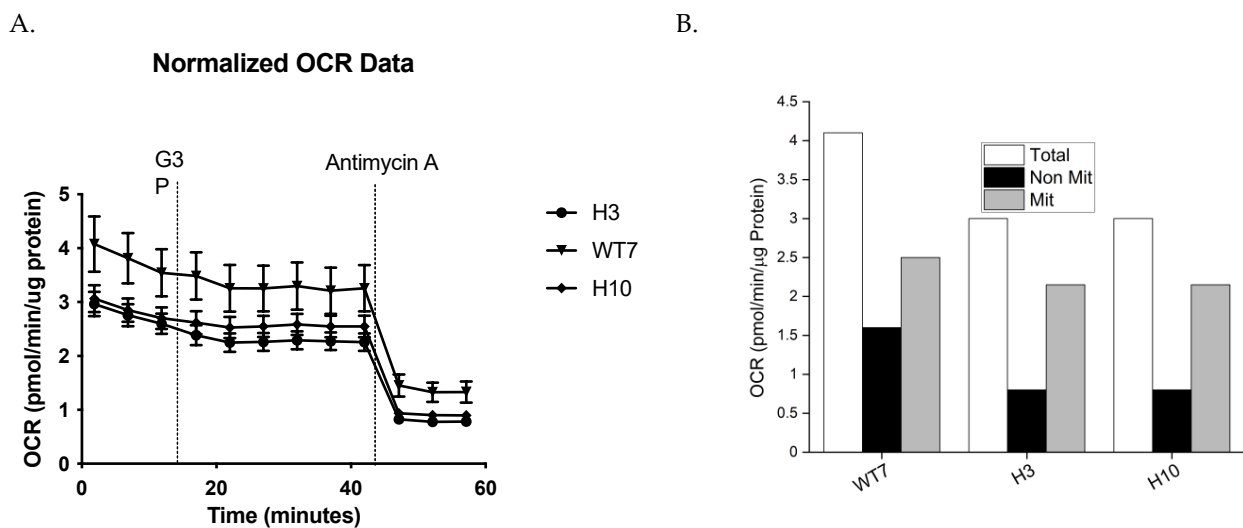 A.
Normalized OCR Data
G3
P
Antimycin A
5
4
3
2
1
0
OCR (pmol/min/ug protein)
0 20 40 60
Time (minutes)
H3
WT7
H10
B.
4.5
4
3.5
3
2.5
2
1.5
1
0.5
0
OCR (pmol/min/μg Protein)
Total
Non Mit
Mit
WT7 H3 H10